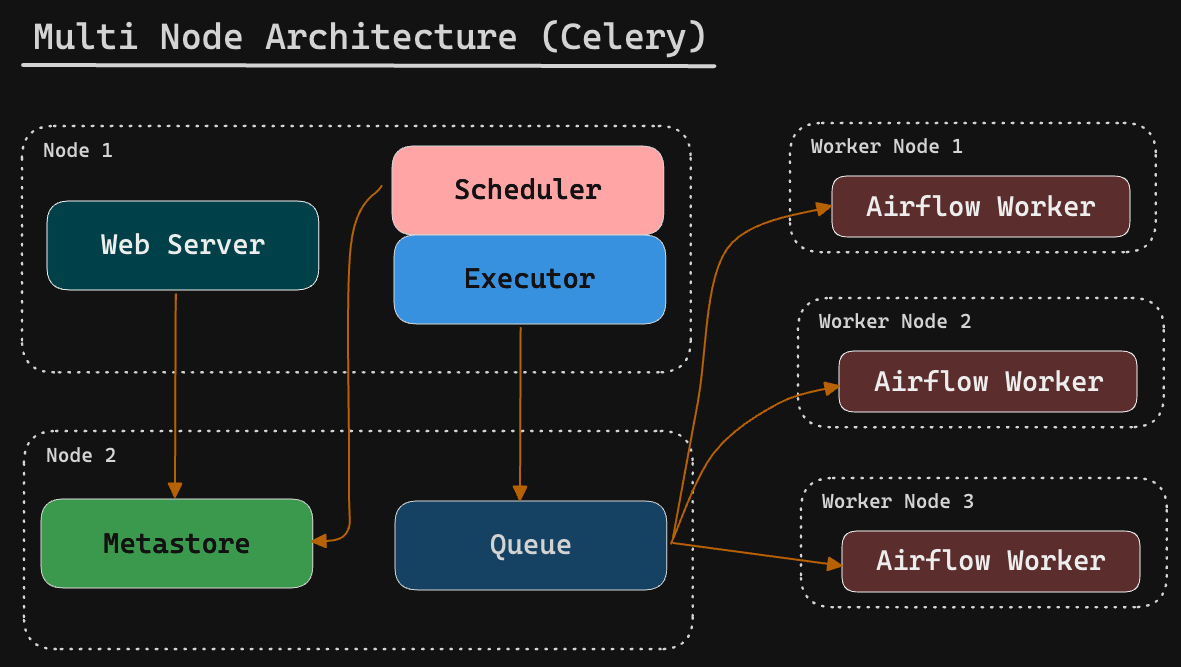 Multi Node Architecture (Celery)
Node 1
Web Server
Scheduler
Executor
Node 2
Metastore
Queue
Worker Node 1
Airflow Worker
Worker Node 2
Airflow Worker
Worker Node 3
Airflow Worker